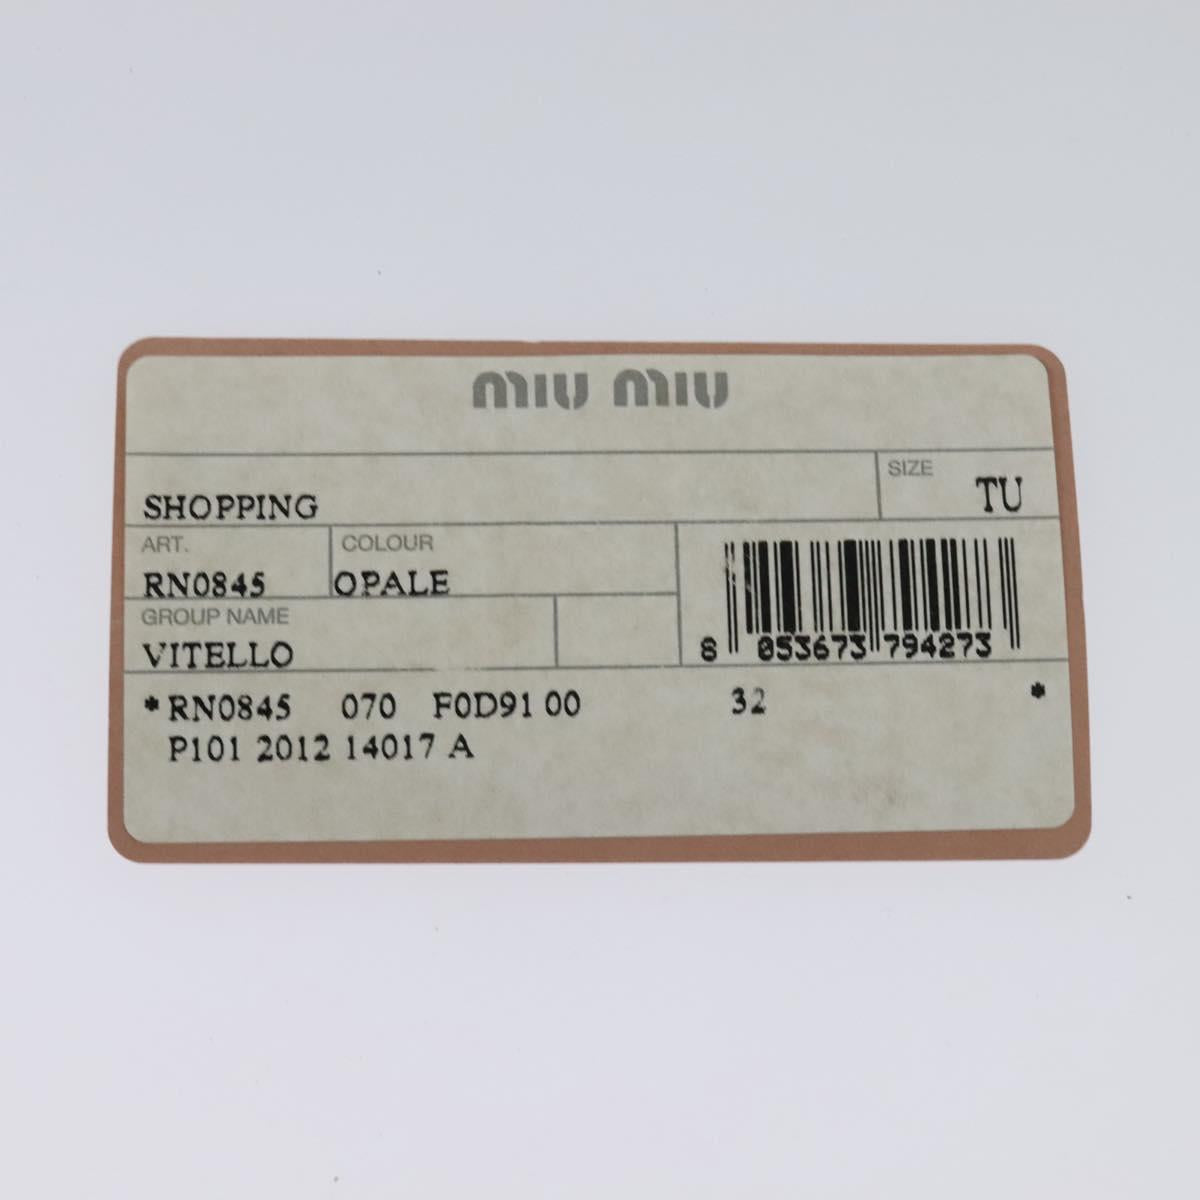 miu miu
SHOPPING
SIZE
TU
ART.
RN0845
COLOUR
OPALE
GROUP NAME
VITELLO
8 053673 794273
*RN0845 070 F0D91 00 32 *
P101 2012 14017 A